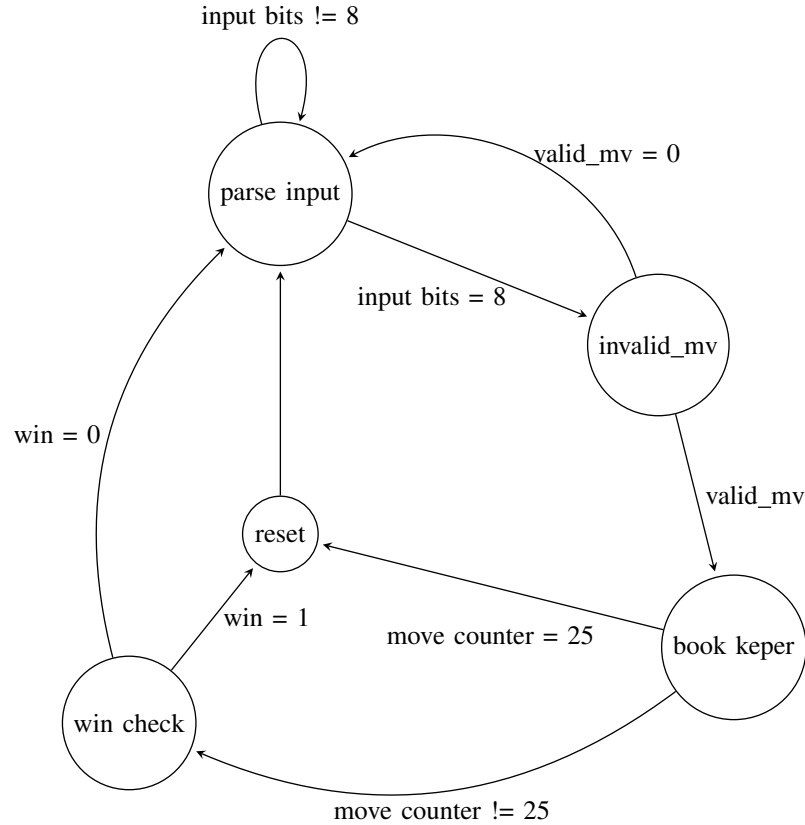 input bits != 8
valid_mv = 0
parse input
input bits = 8
invalid_mv
win = 0
valid_mv
reset
win = 1
move counter = 25
book keper
win check
move counter != 25